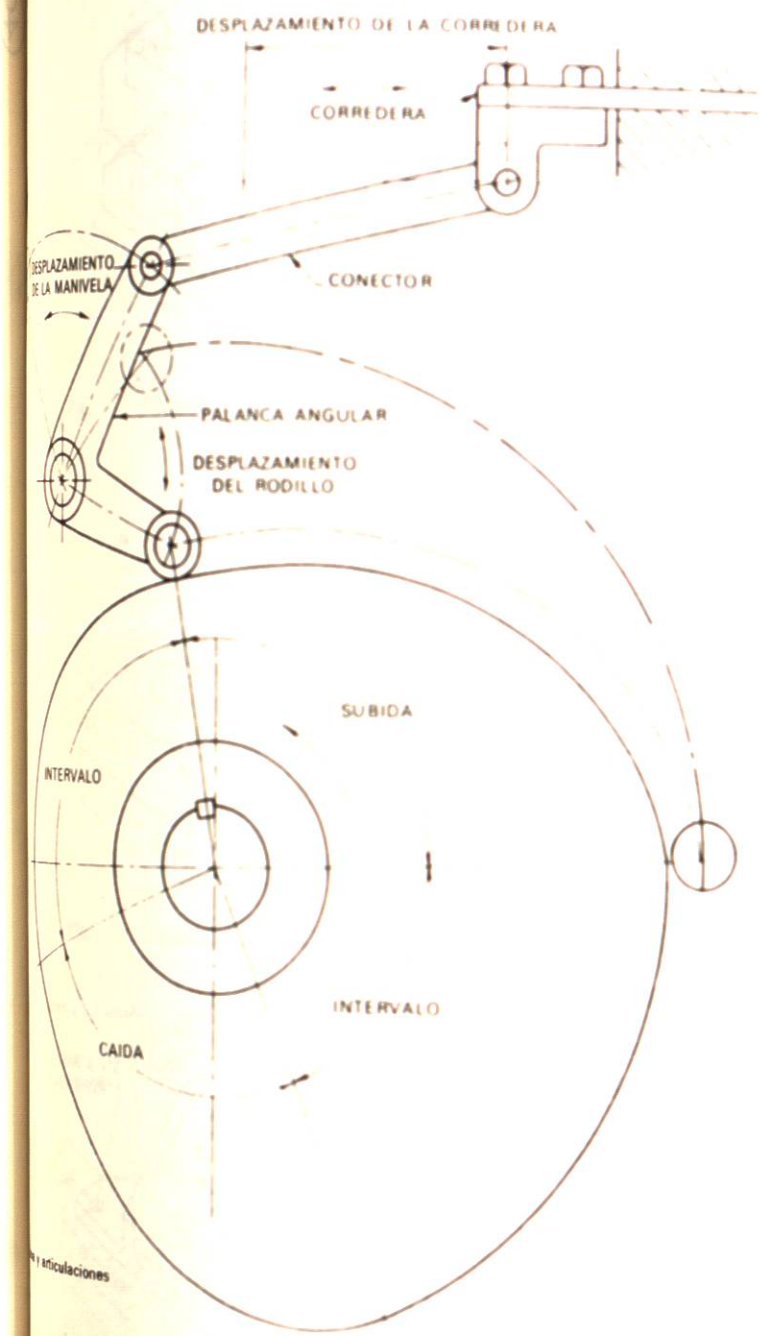 DESPLAZAMIENTO DE LA CORREDERA
CORREDERA
DESPLAZAMIENTO
DE LA MANIVELA
CONECTOR
PALANCA ANGULAR
DESPLAZAMIENTO
DEL RODILLO
SUBIDA
INTERVALO
INTERVALO
CAIDA
y articulaciones